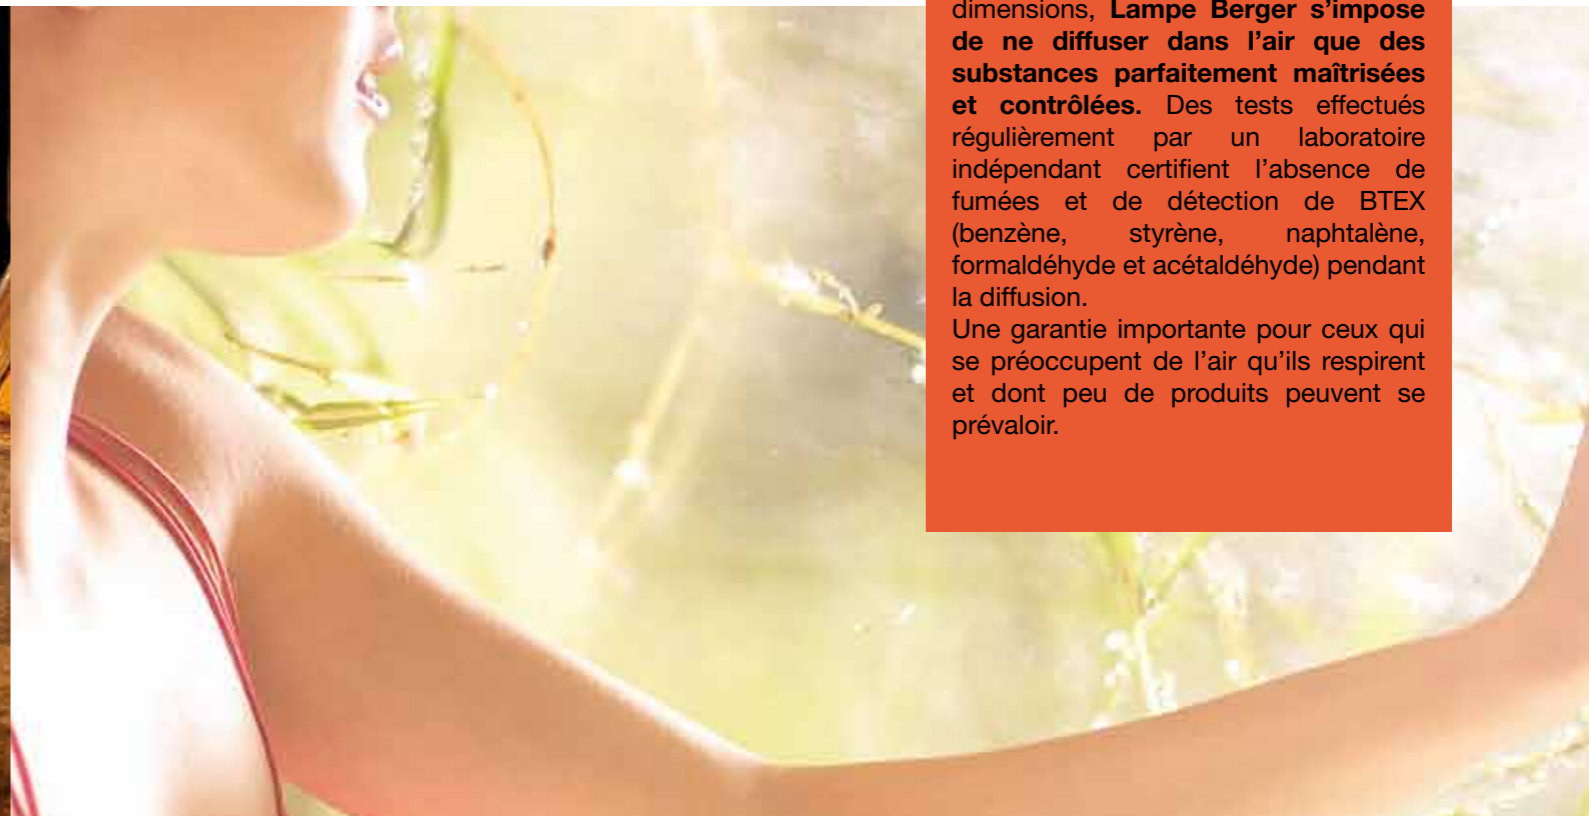 dimensions, Lampe Berger s’impose
de ne diffuser dans l’air que des
substances parfaitement maîtrisées
et contrôlées. Des tests effectués
régulièrement par un laboratoire
indépendant certifient l’absence de
fumées et de détection de BTEX
(benzène, styrène, naphtalène,
formaldéhyde et acétaldéhyde) pendant
la diffusion.
Une garantie importante pour ceux qui
se préoccupent de l’air qu’ils respirent
et dont peu de produits peuvent se
prévaloir.